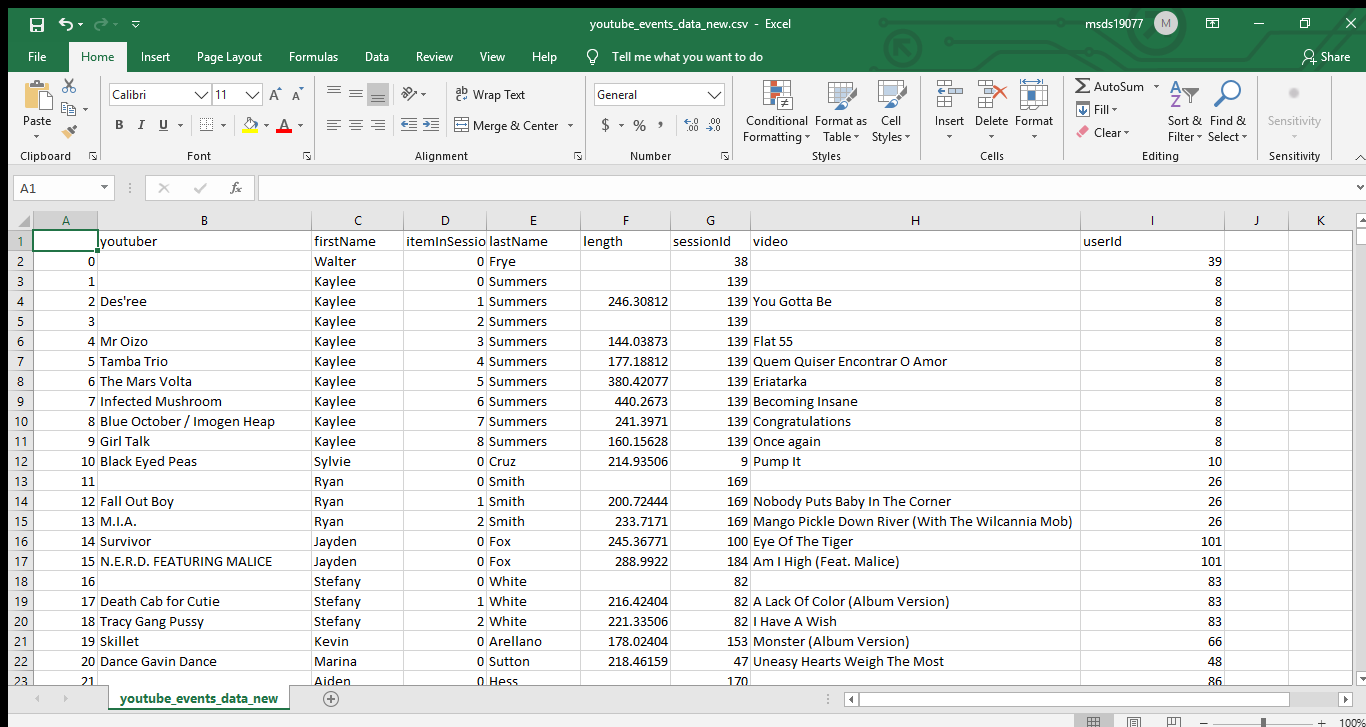 youtube_events_data_new.csv - Excel
msds19077
M
File Home Insert Page Layout Formulas Data Review View Help Tell me what you want to do
Share
Paste
Calibri 11 A A
Wrap Text
General
Conditional Formatting
Format as Table
Cell Styles
Insert
Delete
Format
AutoSum
Fill
Clear
Sort & Filter
Find & Select
Sensitivity
B I U A
Merge & Center
$ % ,
Clipboard Font Alignment Number Styles Cells Editing Sensitivity
A1 fx
A B C D E F G H I J K
1 youtuber firstName itemInSessio lastName length sessionId video userId
2 0 Walter 0 Frye 38 39
3 1 Kaylee 0 Summers 139 8
4 2 Des'ree Kaylee 1 Summers 246.30812 139 You Gotta Be 8
5 3 Kaylee 2 Summers 139 8
6 4 Mr Oizo Kaylee 3 Summers 144.03873 139 Flat 55 8
7 5 Tamba Trio Kaylee 4 Summers 177.18812 139 Quem Quiser Encontrar O Amor 8
8 6 The Mars Volta Kaylee 5 Summers 380.42077 139 Eriatarka 8
9 7 Infected Mushroom Kaylee 6 Summers 440.2673 139 Becoming Insane 8
10 8 Blue October / Imogen Heap Kaylee 7 Summers 241.3971 139 Congratulations 8
11 9 Girl Talk Kaylee 8 Summers 160.15628 139 Once again 8
12 10 Black Eyed Peas Sylvie 0 Cruz 214.93506 9 Pump It 10
13 11 Ryan 0 Smith 169 26
14 12 Fall Out Boy Ryan 1 Smith 200.72444 169 Nobody Puts Baby In The Corner 26
15 13 M.I.A. Ryan 2 Smith 233.7171 169 Mango Pickle Down River (With The Wilcannia Mob) 26
16 14 Survivor Jayden 0 Fox 245.36771 100 Eye Of The Tiger 101
17 15 N.E.R.D. FEATURING MALICE Jayden 0 Fox 288.9922 184 Am I High (Feat. Malice) 101
18 16 Stefany 0 White 82 83
19 17 Death Cab for Cutie Stefany 1 White 216.42404 82 A Lack Of Color (Album Version) 83
20 18 Tracy Gang Pussy Stefany 2 White 221.33506 82 I Have A Wish 83
21 19 Skillet Kevin 0 Arellano 178.02404 153 Monster (Album Version) 66
22 20 Dance Gavin Dance Marina 0 Sutton 218.46159 47 Uneasy Hearts Weigh The Most 48
23 21 Aiden 0 Hess 170 86
youtube_events_data_new
100%